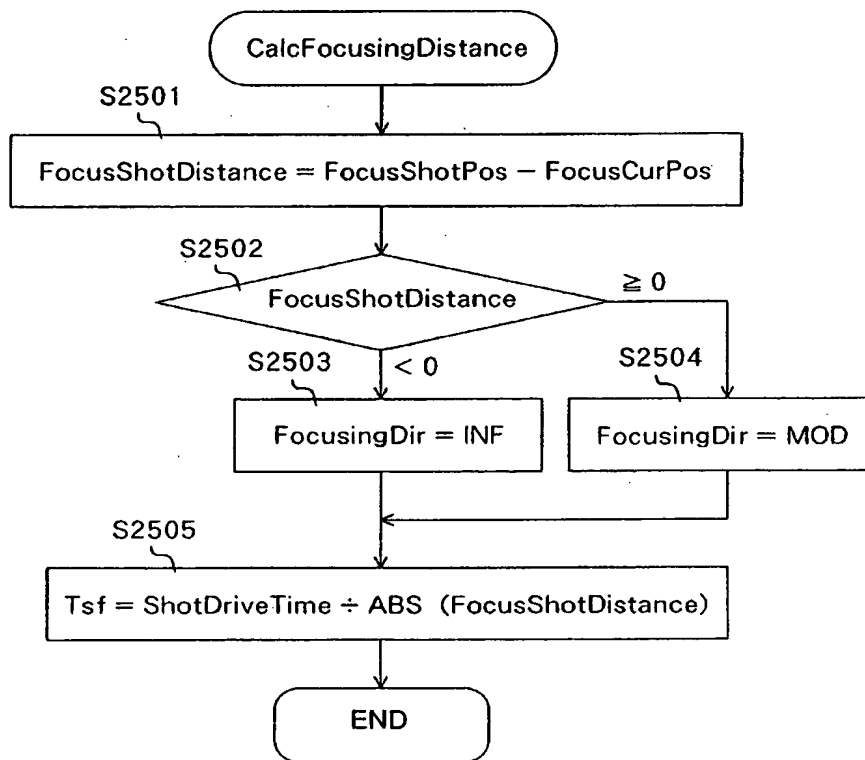 CalcFocusingDistance
S2501
FocusShotDistance = FocusShotPos − FocusCurPos
S2502
FocusShotDistance
≧ 0
< 0
S2503
FocusingDir = INF
S2504
FocusingDir = MOD
S2505
Tsf = ShotDriveTime ÷ ABS (FocusShotDistance)
END